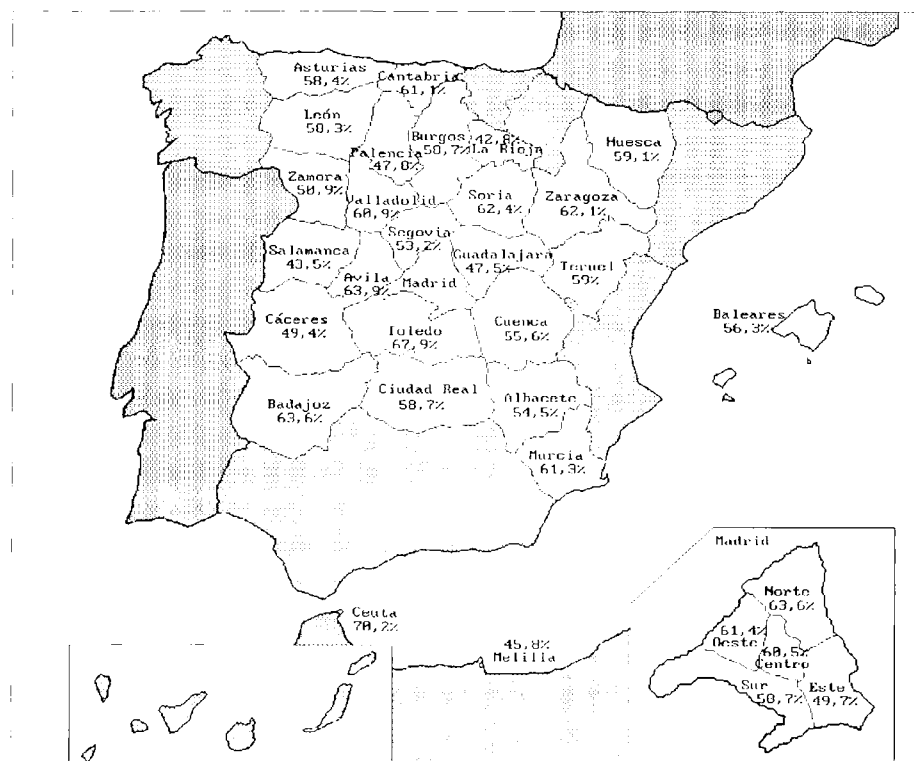 Asturias
58,4%
Cantabria
61,1%
León
50,3%
Burgos
58,7%
42,8%
La Rioja
Palencia
47,8%
Huesca
59,1%
Zamora
50,9%
Valladolid
60,9%
Soria
62,4%
Zaragoza
62,1%
Segovia
53,2%
Salamanca
43,5%
Avila
63,9%
Madrid
Guadalajara
47,5%
Teruel
59%
Cáceres
49,4%
Toledo
67,9%
Cuenca
55,6%
Baleares
56,3%
Badajoz
63,6%
Ciudad Real
58,7%
Albacete
54,5%
Murcia
61,3%
Ceuta
70,2%
45,8%
Melilla
Madrid
Norte
63,6%
61,4%
Oeste
60,5%
Centro
Sur
50,7%
Este
49,7%